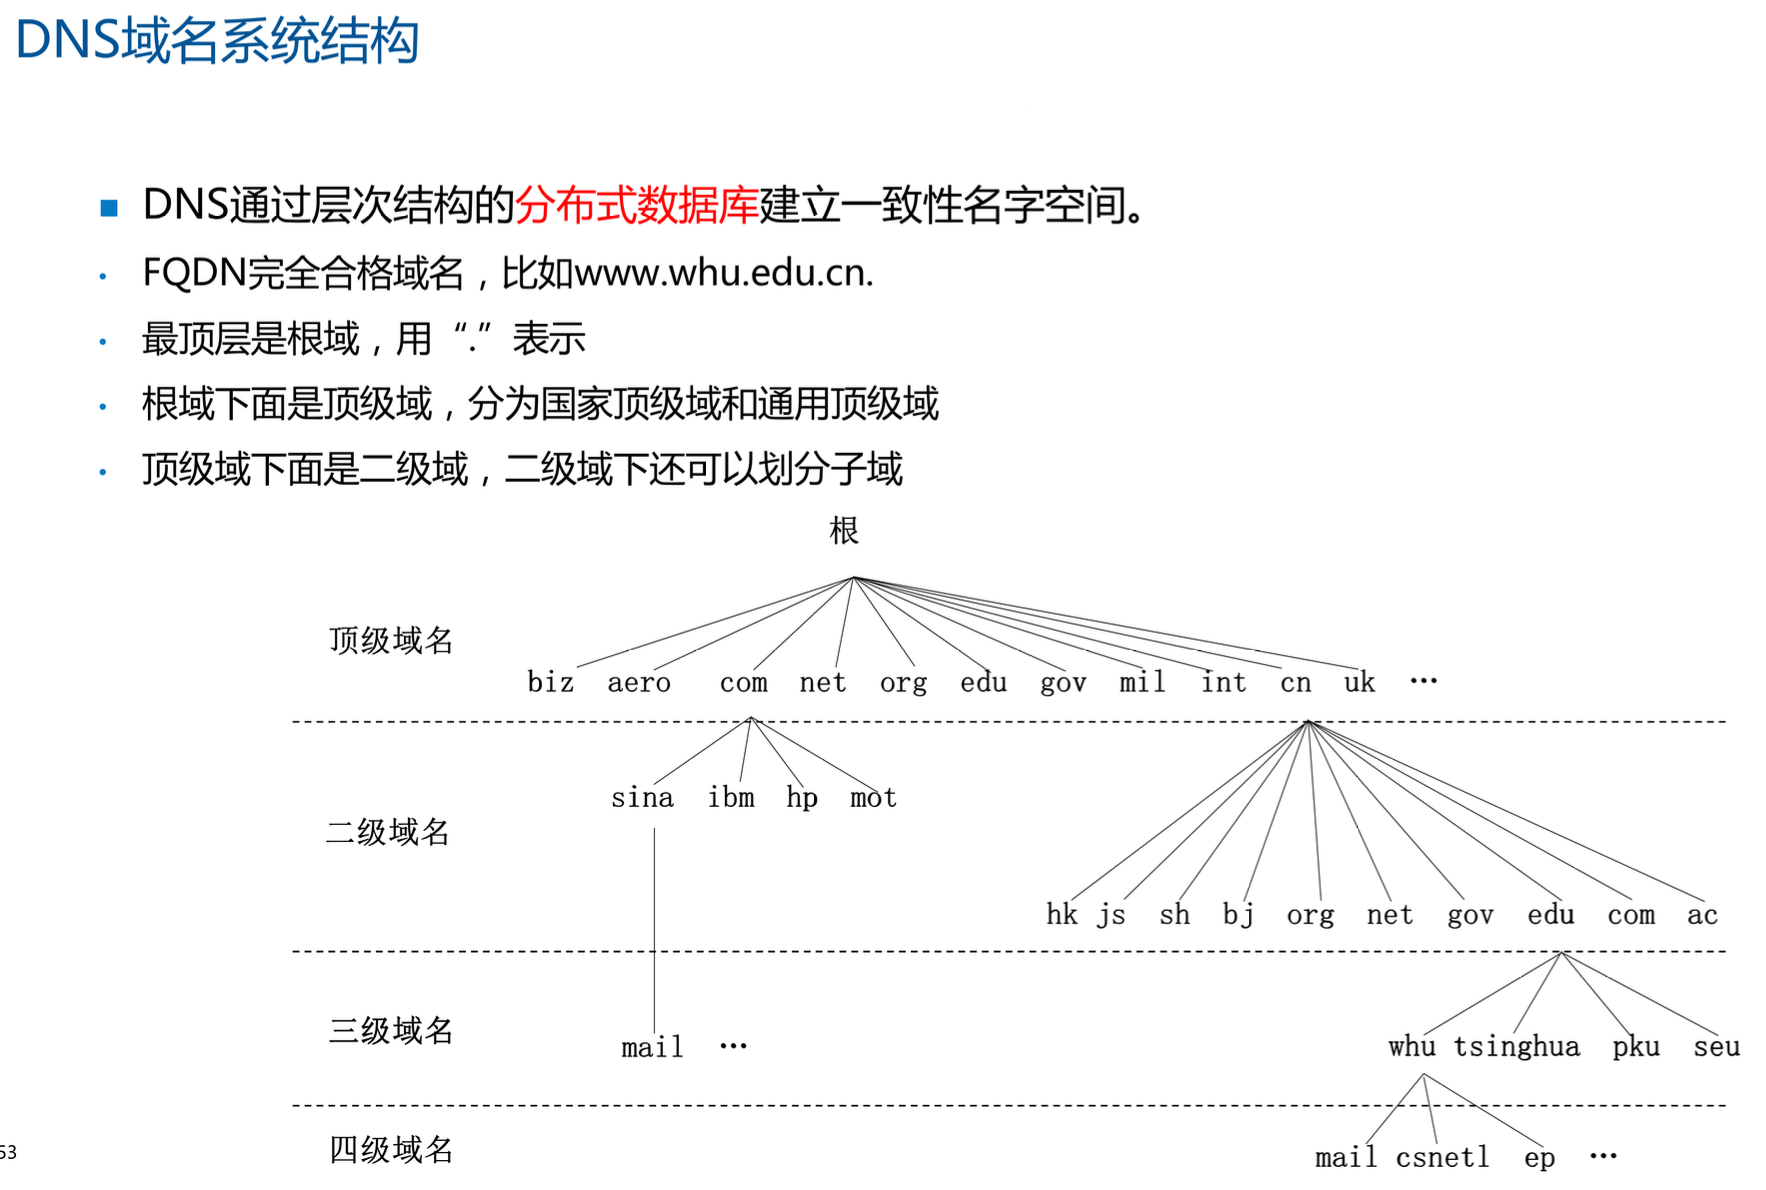 DNS域名系统结构
■ DNS通过层次结构的分布式数据库建立一致性名字空间。
• FQDN完全合格域名，比如www.whu.edu.cn.
• 最顶层是根域，用“.”表示
• 根域下面是顶级域，分为国家顶级域和通用顶级域
• 顶级域下面是二级域，二级域下还可以划分子域
根
顶级域名
biz aero com net org edu gov mil int cn uk …
sina ibm hp mot
二级域名
hk js sh bj org net gov edu com ac
三级域名
mail … whu tsinghua pku seu
四级域名
mail csnetl ep …
53